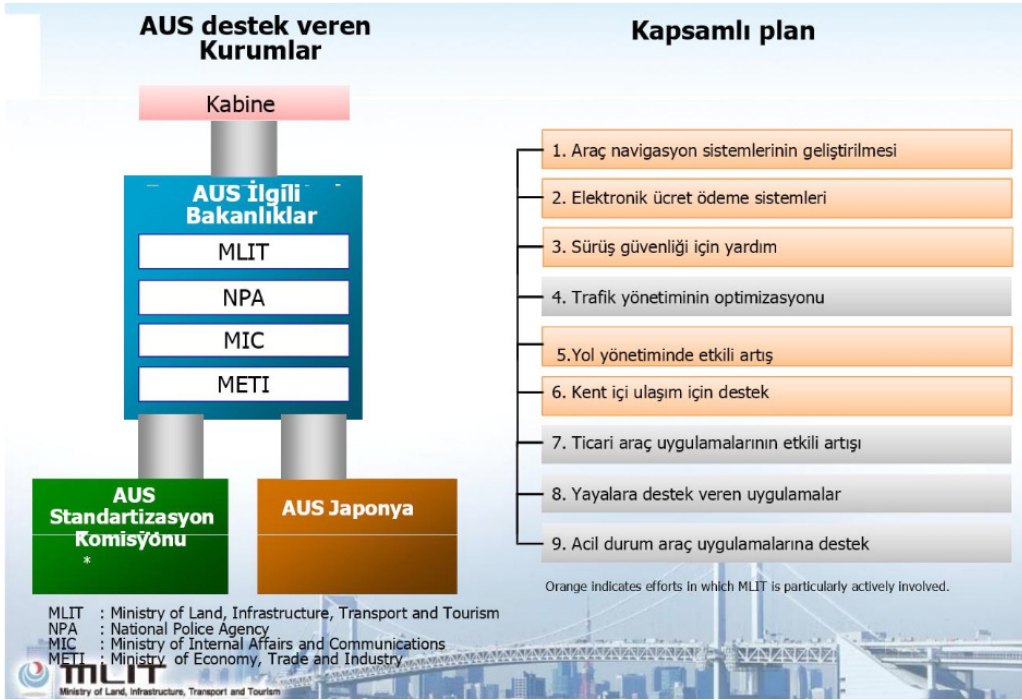 AUS destek veren
Kurumlar
Kabine
AUS İlgili
Bakanlıklar
MLIT
NPA
MIC
METI
AUS
Standartizasyon
Komisyonu
*
AUS Japonya
MLIT : Ministry of Land, Infrastructure, Transport and Tourism
NPA : National Police Agency
MIC : Ministry of Internal Affairs and Communications
METI : Ministry of Economy, Trade and Industry
MLIT
Ministry of Land, Infrastructure, Transport and Tourism
Kapsamlı plan
1. Araç navigasyon sistemlerinin geliştirilmesi
2. Elektronik ücret ödeme sistemleri
3. Sürüş güvenliği için yardım
4. Trafik yönetiminin optimizasyonu
5.Yol yönetiminde etkili artış
6. Kent içi ulaşım için destek
7. Ticari araç uygulamalarının etkili artışı
8. Yayalara destek veren uygulamalar
9. Acil durum araç uygulamalarına destek
Orange indicates efforts in which MLIT is particularly actively involved.